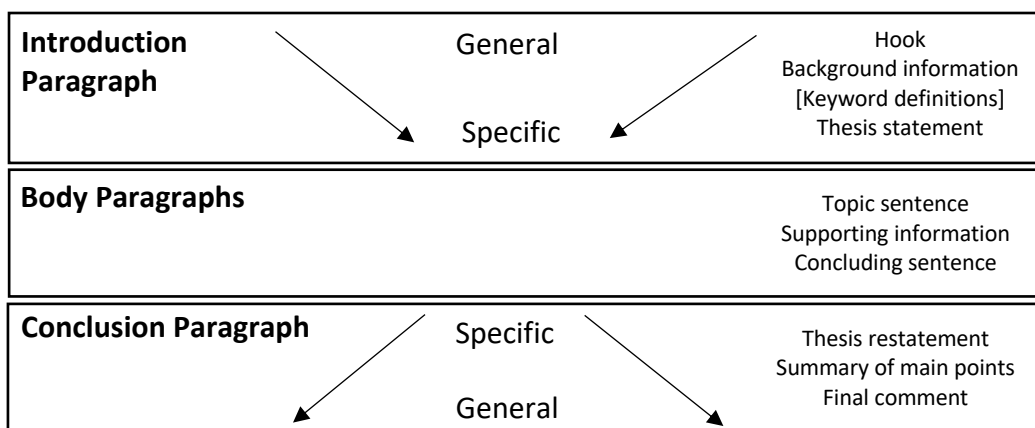 Introduction
Paragraph
General
Specific
Hook
Background information
[Keyword definitions]
Thesis statement
Body Paragraphs
Topic sentence
Supporting information
Concluding sentence
Conclusion Paragraph
Specific
General
Thesis restatement
Summary of main points
Final comment